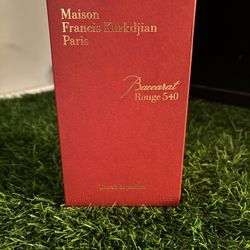 Maison
Francis Kurkdjian
Paris
Baccarat
Rouge 540